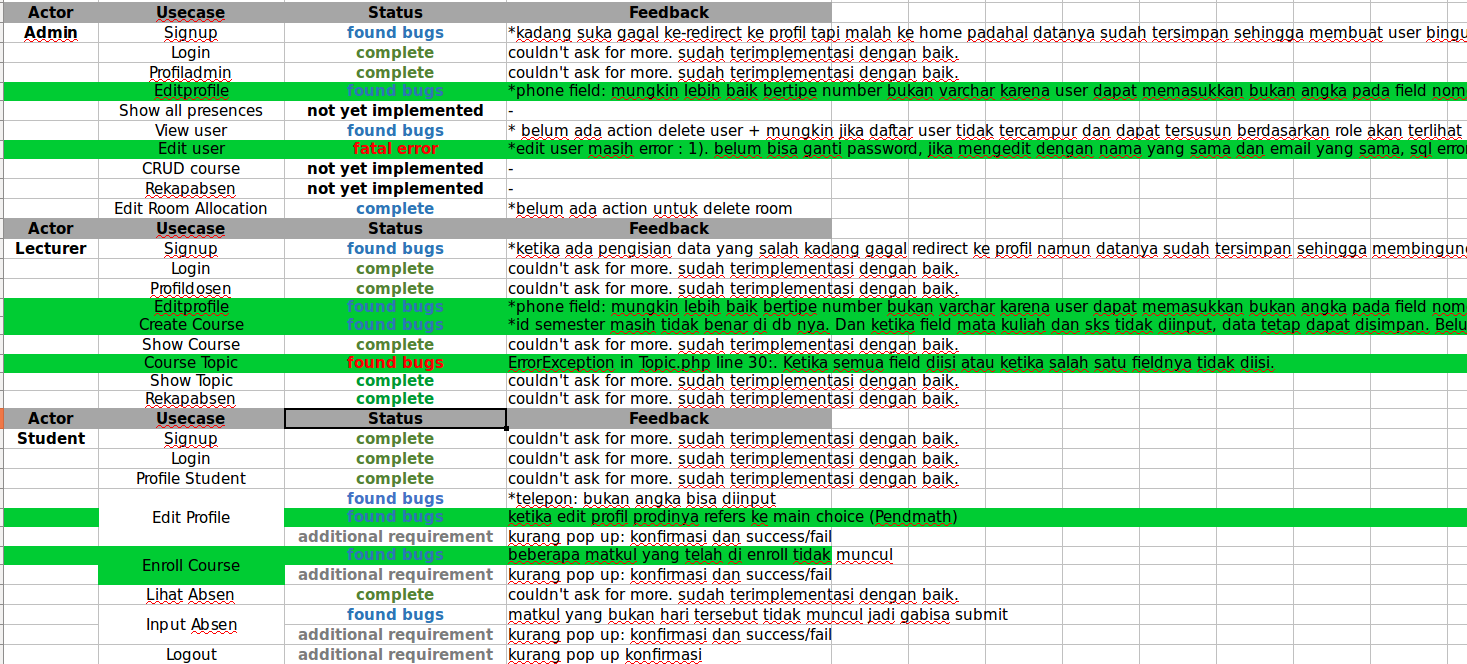 Actor Usecase Status Feedback
Admin Signup found bugs *kadang suka gagal ke-redirect ke profil tapi malah ke home padahal datanya sudah tersimpan sehingga membuat user bingu
Login complete couldn't ask for more. sudah terimplementasi dengan baik.
Profiladmin complete couldn't ask for more. sudah terimplementasi dengan baik.
Editprofile found bugs *phone field: mungkin lebih baik bertipe number bukan varchar karena user dapat memasukkan bukan angka pada field nom
Show all presences not yet implemented -
View user found bugs * belum ada action delete user + mungkin jika daftar user tidak tercampur dan dapat tersusun berdasarkan role akan terlihat
Edit user fatal error *edit user masih error : 1). belum bisa ganti password, jika mengedit dengan nama yang sama dan email yang sama, sql erro
CRUD course not yet implemented -
Rekapabsen not yet implemented -
Edit Room Allocation complete *belum ada action untuk delete room
Actor Usecase Status Feedback
Lecturer Signup found bugs *ketika ada pengisian data yang salah kadang gagal redirect ke profil namun datanya sudah tersimpan sehingga membingun
Login complete couldn't ask for more. sudah terimplementasi dengan baik.
Profildosen complete couldn't ask for more. sudah terimplementasi dengan baik.
Editprofile found bugs *phone field: mungkin lebih baik bertipe number bukan varchar karena user dapat memasukkan bukan angka pada field nom
Create Course found bugs *id semester masih tidak benar di db nya. Dan ketika field mata kuliah dan sks tidak diinput, data tetap dapat disimpan. Belu
Show Course complete couldn't ask for more. sudah terimplementasi dengan baik.
Course Topic found bugs ErrorException in Topic.php line 30:. Ketika semua field diisi atau ketika salah satu fieldnya tidak diisi.
Show Topic complete couldn't ask for more. sudah terimplementasi dengan baik.
Rekapabsen complete couldn't ask for more. sudah terimplementasi dengan baik.
Actor Usecase Status Feedback
Student Signup complete couldn't ask for more. sudah terimplementasi dengan baik.
Login complete couldn't ask for more. sudah terimplementasi dengan baik.
Profile Student complete couldn't ask for more. sudah terimplementasi dengan baik.
found bugs *telepon: bukan angka bisa diinput
Edit Profile found bugs ketika edit profil prodinya refers ke main choice (Pendmath)
additional requirement kurang pop up: konfirmasi dan success/fail
found bugs beberapa matkul yang telah di enroll tidak muncul
Enroll Course
additional requirement kurang pop up: konfirmasi dan success/fail
Lihat Absen complete couldn't ask for more. sudah terimplementasi dengan baik.
found bugs matkul yang bukan hari tersebut tidak muncul jadi gabisa submit
Input Absen
additional requirement kurang pop up: konfirmasi dan success/fail
Logout additional requirement kurang pop up konfirmasi